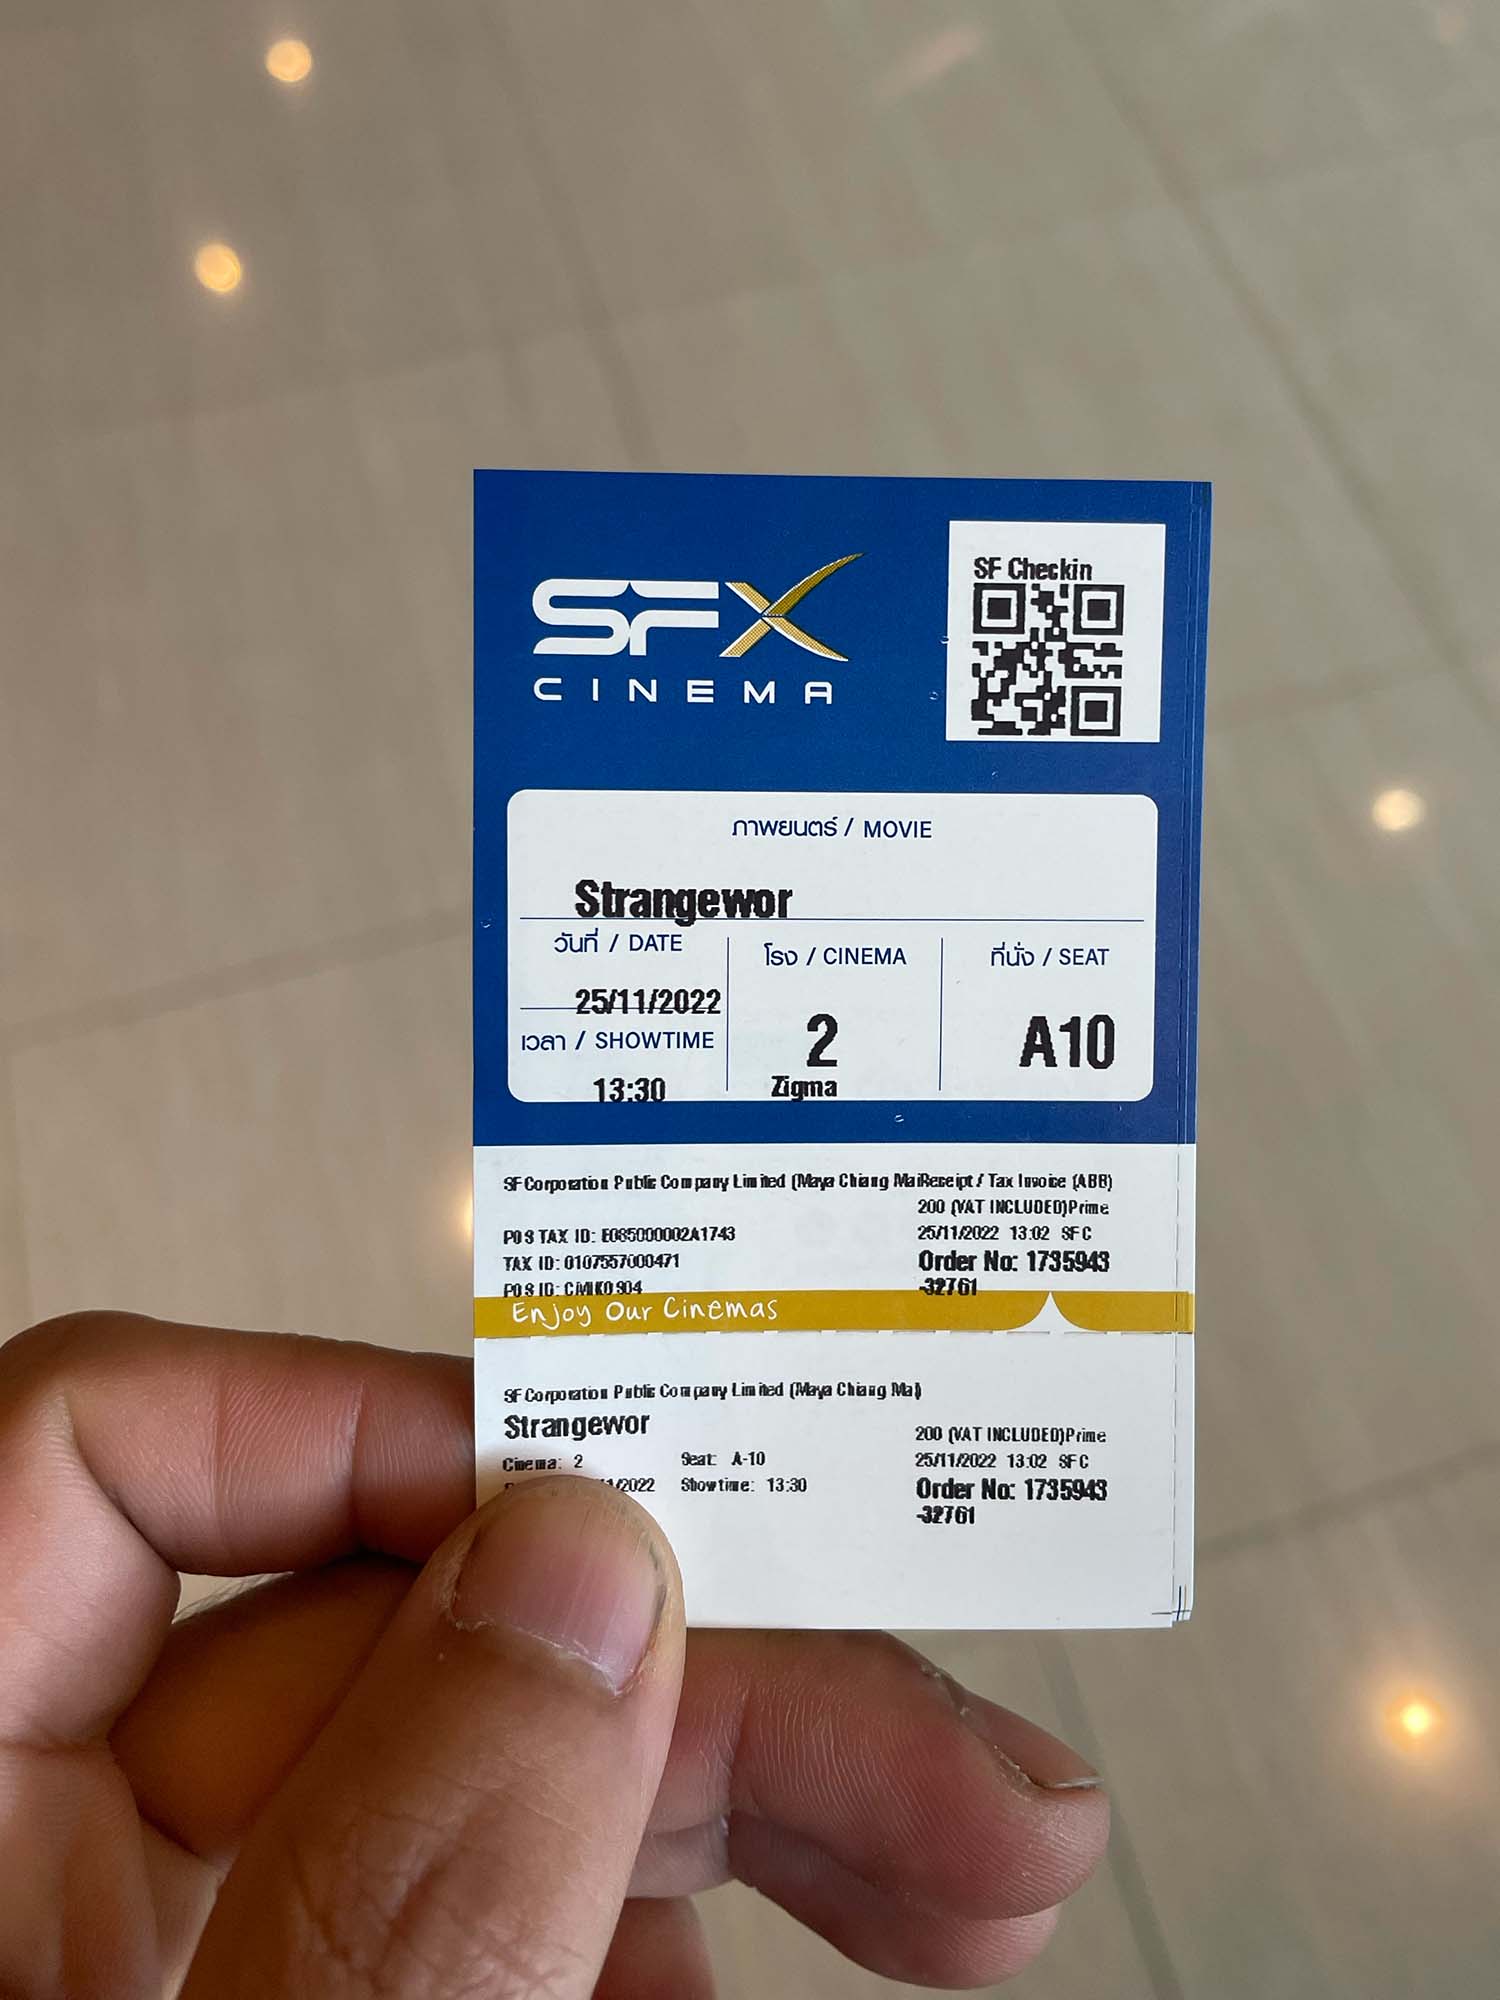 SFX
CINEMA
SF Checkin
ภาพยนตร์ / MOVIE
Strangewor
วันที่ / DATE
25/11/2022
เวลา / SHOWTIME
13:30
โรง / CINEMA
2
Zigma
ที่นั่ง / SEAT
A10
SF Corporation Public Company Limited (Maya Chiang MaiReceipt / Tax Invoice (ABB)
200 (VAT INCLUDED)Prime
POS TAX ID: E085000002A1743 25/11/2022 13:02 SFC
TAX ID: 0107557000471 Order No: 1735943
POS ID: -32761
Enjoy Our Cinemas
SF Corporation Public Company Limited (Maya Chiang Mai)
Strangewor 200 (VAT INCLUDED)Prime
Cinema: 2 Seat: A-10 25/11/2022 13:02 SFC
/2022 Showtime: 13:30 Order No: 1735943
-32761